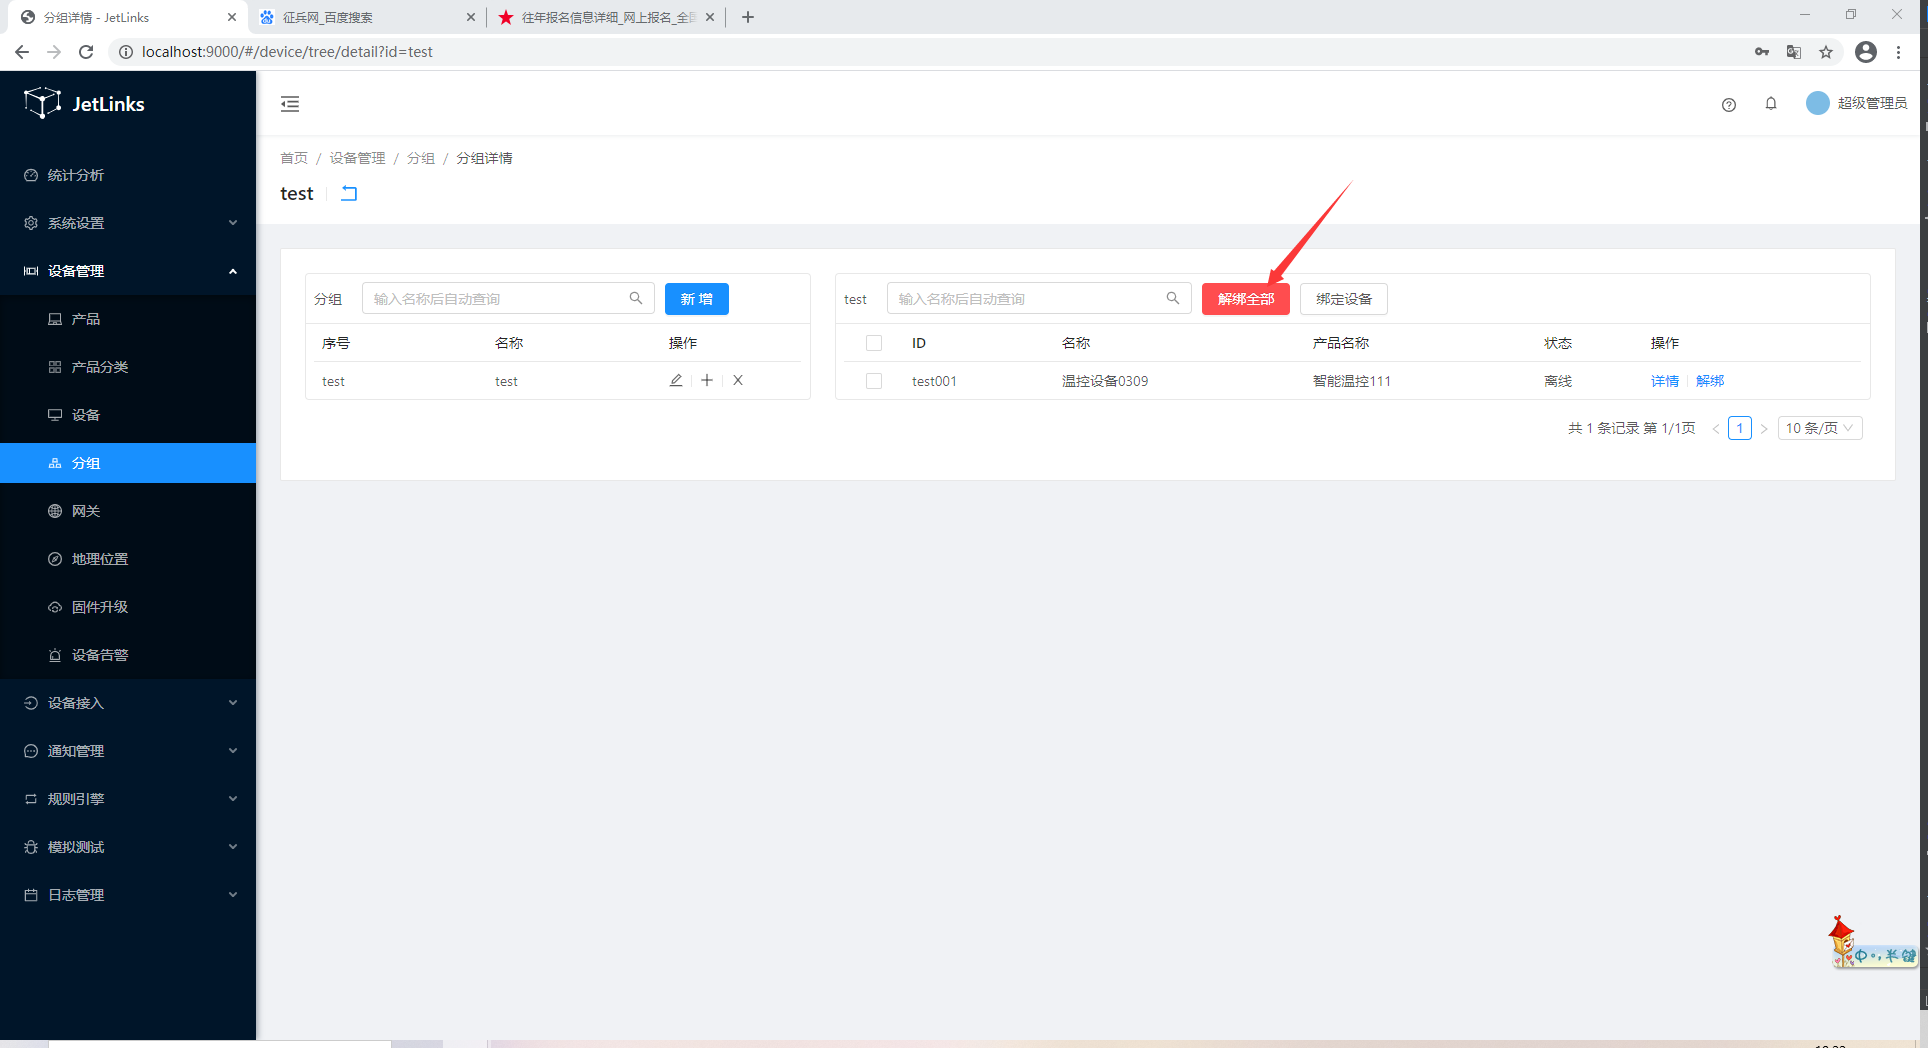 分组详情 - JetLinks
征兵网_百度搜索
往年报名信息详细_网上报名_全
localhost:9000/#/device/tree/detail?id=test
JetLinks
超级管理员
首页 / 设备管理 / 分组 / 分组详情
test
统计分析
系统设置
设备管理
产品
产品分类
设备
分组
网关
地理位置
固件升级
设备告警
设备接入
通知管理
规则引擎
模拟测试
日志管理
分组 输入名称后自动查询 新 增
序号 名称 操作
test test
test 输入名称后自动查询 解绑全部 绑定设备
ID 名称 产品名称 状态 操作
test001 温控设备0309 智能温控111 离线 详情 解绑
共 1 条记录 第 1/1页 1 10 条/页
中 半